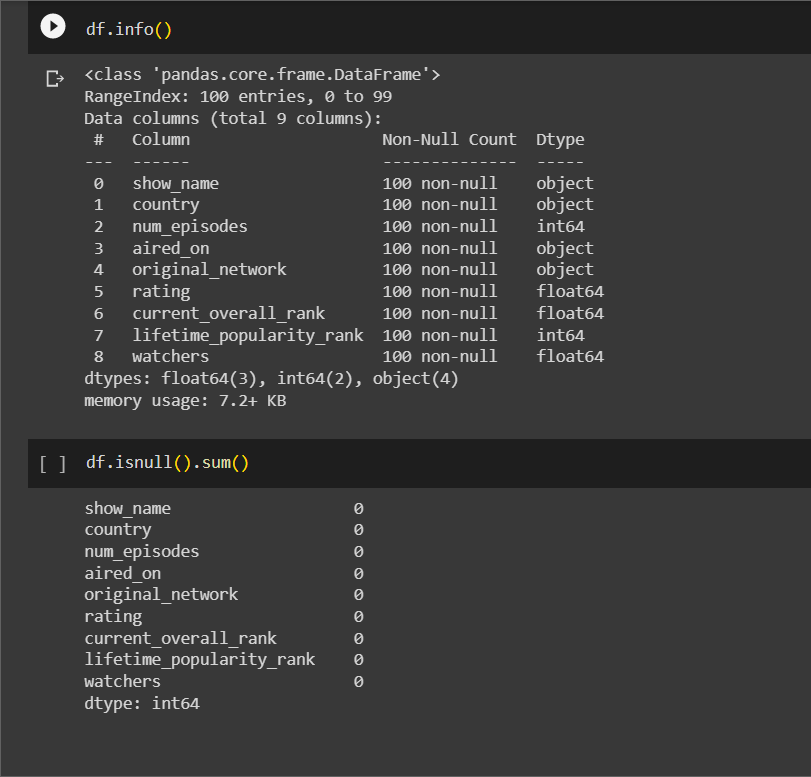 df.info()
<class 'pandas.core.frame.DataFrame'>
RangeIndex: 100 entries, 0 to 99
Data columns (total 9 columns):
 #   Column                    Non-Null Count  Dtype
---  ------                    --------------  -----
 0   show_name                 100 non-null    object
 1   country                   100 non-null    object
 2   num_episodes              100 non-null    int64
 3   aired_on                  100 non-null    object
 4   original_network          100 non-null    object
 5   rating                    100 non-null    float64
 6   current_overall_rank      100 non-null    float64
 7   lifetime_popularity_rank  100 non-null    int64
 8   watchers                  100 non-null    float64
dtypes: float64(3), int64(2), object(4)
memory usage: 7.2+ KB
[ ] df.isnull().sum()
show_name                   0
country                     0
num_episodes                0
aired_on                    0
original_network            0
rating                      0
current_overall_rank        0
lifetime_popularity_rank    0
watchers                    0
dtype: int64